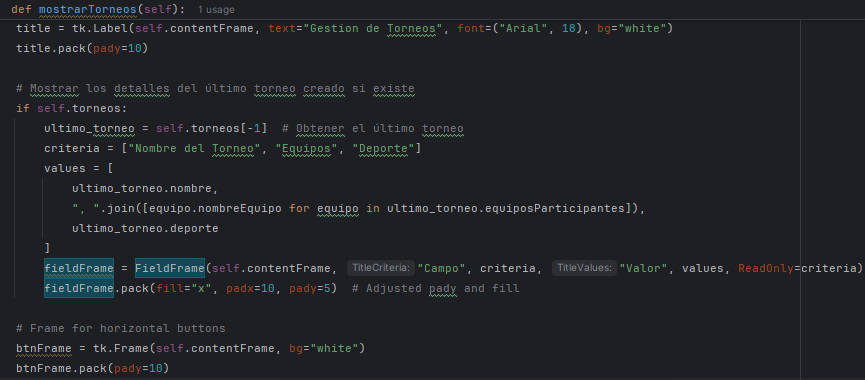 def mostrarTorneos(self): 1 usage
title = tk.Label(self.contentFrame, text="Gestion de Torneos", font=("Arial", 18), bg="white")
title.pack(pady=10)
# Mostrar los detalles del último torneo creado si existe
if self.torneos:
ultimo_torneo = self.torneos[-1]  # Obtener el último torneo
criteria = ["Nombre del Torneo", "Equipos", "Deporte"]
values = [
ultimo_torneo.nombre,
", ".join([equipo.nombreEquipo for equipo in ultimo_torneo.equiposParticipantes]),
ultimo_torneo.deporte
]
fieldFrame = FieldFrame(self.contentFrame, TitleCriteria: "Campo", criteria, TitleValues: "Valor", values, ReadOnly=criteria)
fieldFrame.pack(fill="x", padx=10, pady=5)  # Adjusted pady and fill
# Frame for horizontal buttons
btnFrame = tk.Frame(self.contentFrame, bg="white")
btnFrame.pack(pady=10)